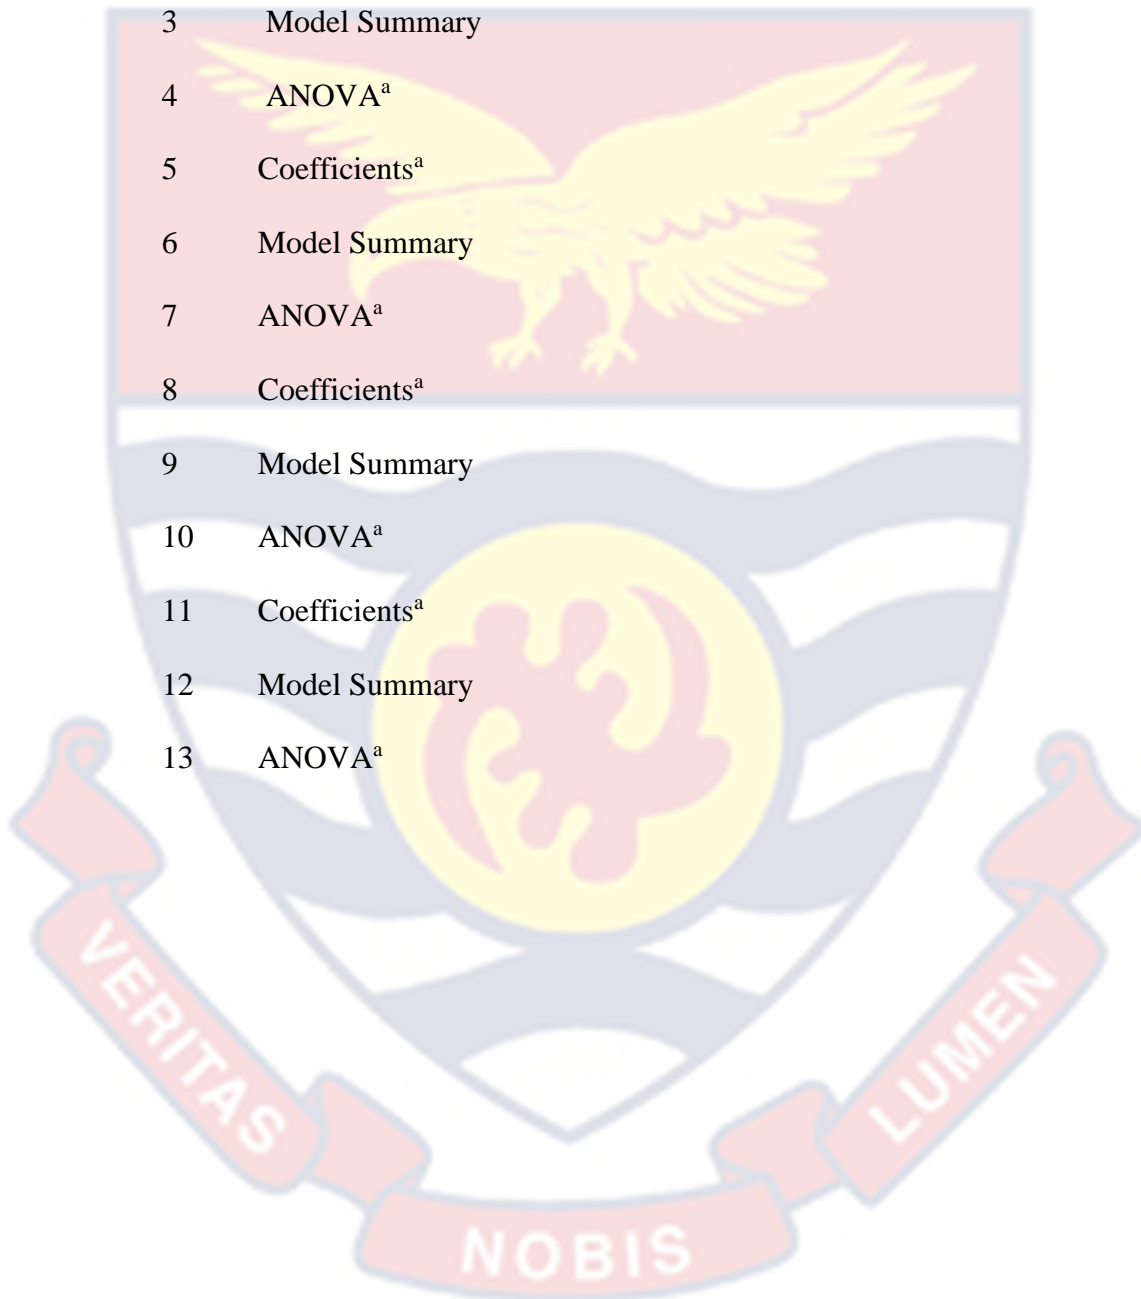 3 Model Summary
4 ANOVAᵃ
5 Coefficientsᵃ
6 Model Summary
7 ANOVAᵃ
8 Coefficientsᵃ
9 Model Summary
10 ANOVAᵃ
11 Coefficientsᵃ
12 Model Summary
13 ANOVAᵃ
VERITAS
NOBIS
LUMEN